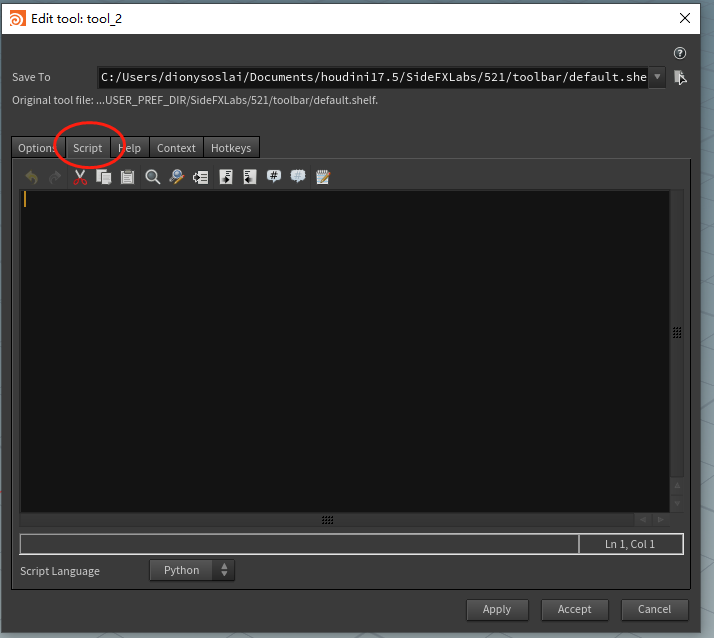 Edit tool: tool_2
Save To
C:/Users/dionysoslai/Documents/houdini17.5/SideFXLabs/521/toolbar/default.she
Original tool file: ...USER_PREF_DIR/SideFXLabs/521/toolbar/default.shelf.
Options Script Help Context Hotkeys
Ln 1, Col 1
Script Language Python
Apply Accept Cancel